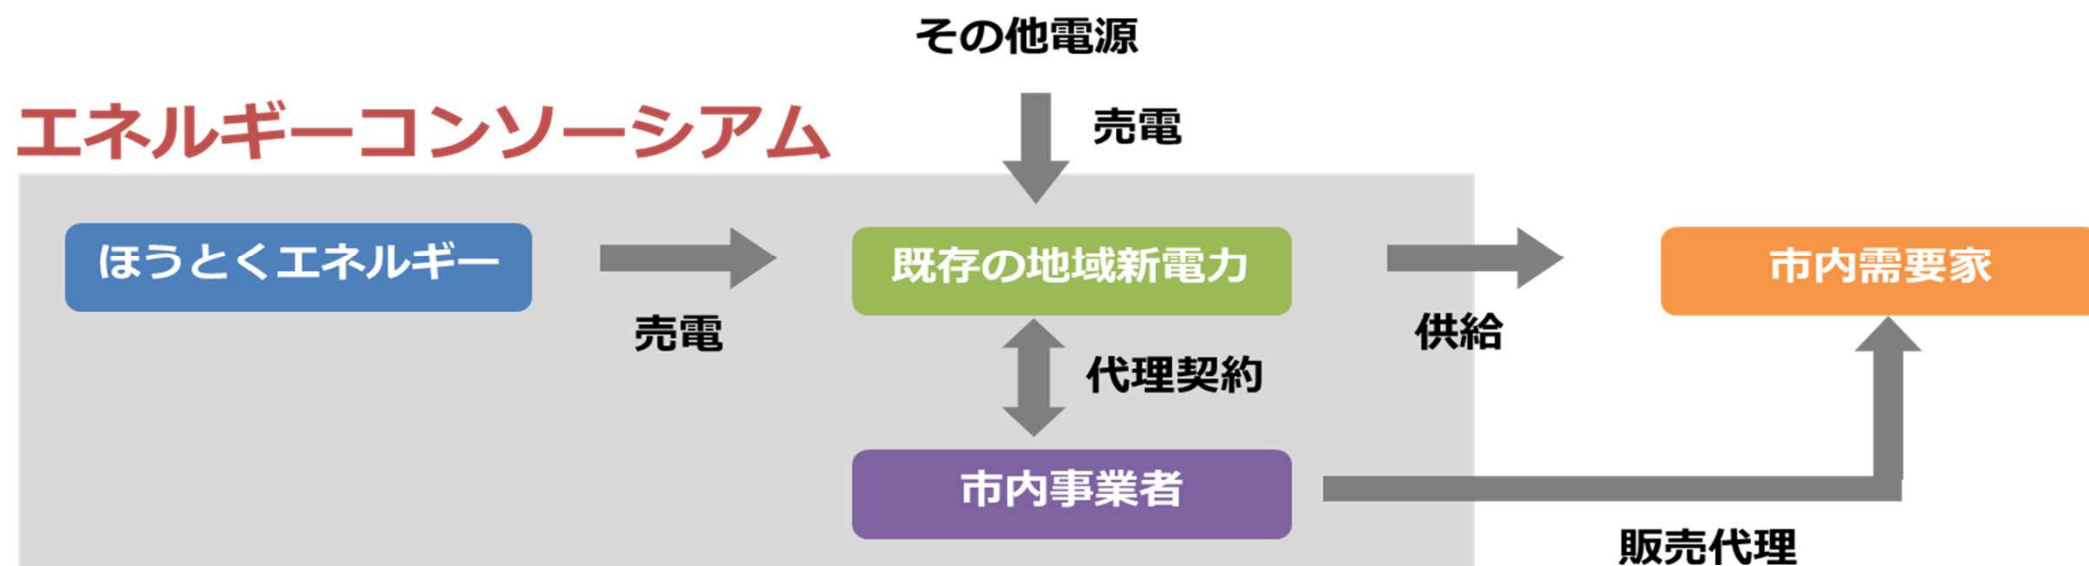 その他電源
売電
エネルギーコンソーシアム
ほうとくエネルギー
売電
既存の地域新電力
供給
市内需要家
代理契約
市内事業者
販売代理